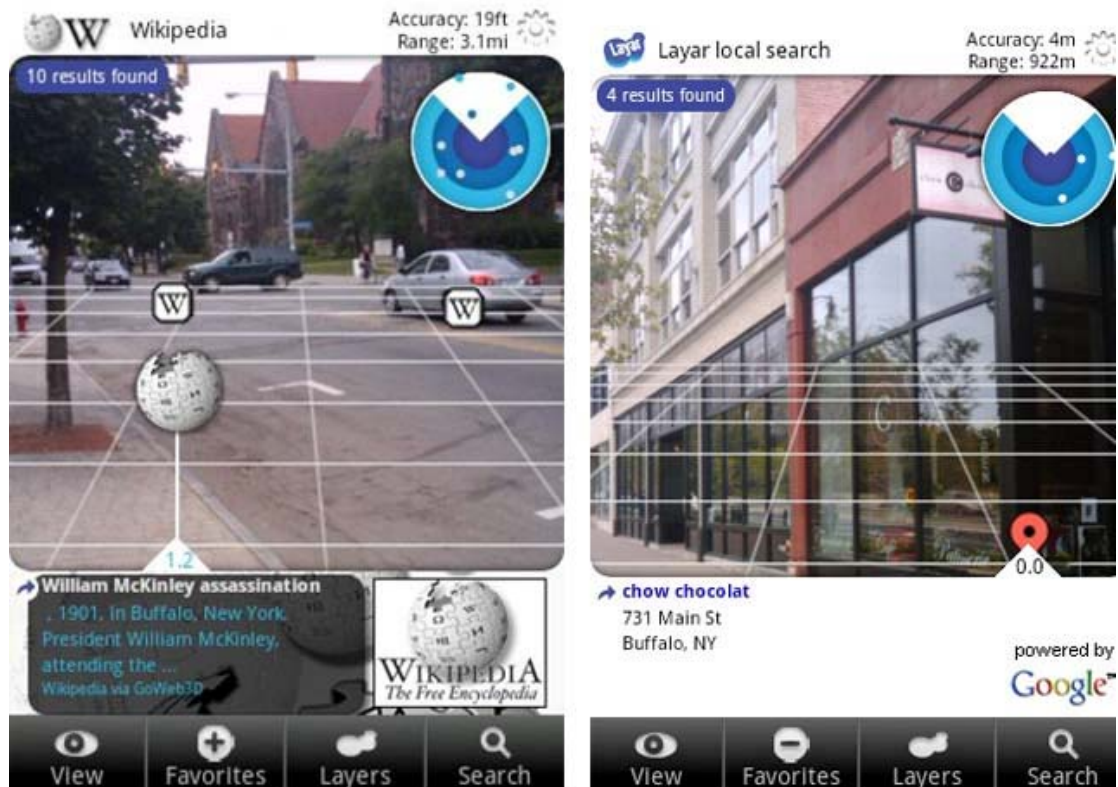 W Wikipedia
Accuracy: 19ft
Range: 3.1mi
10 results found
W
W
1.2
William McKinley assassination
, 1901, in Buffalo, New York,
President William McKinley,
attending the ...
Wikipedia via GoWeb3D
WIKIPEDIA
The Free Encyclopedia
View Favorites Layers Search
Layar Layar local search
Accuracy: 4m
Range: 922m
4 results found
C
0.0
chow chocolat
731 Main St
Buffalo, NY
powered by
Google™
View Favorites Layers Search